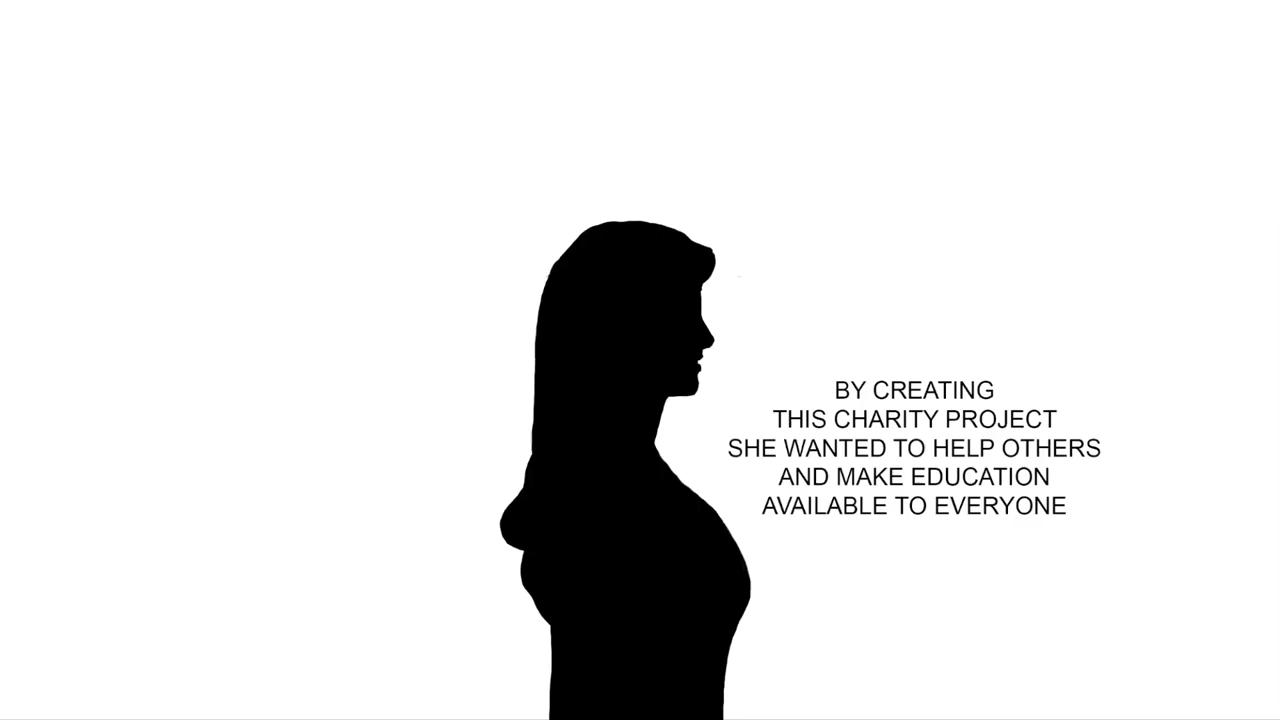 BY CREATING
THIS CHARITY PROJECT
SHE WANTED TO HELP OTHERS
AND MAKE EDUCATION
AVAILABLE TO EVERYONE